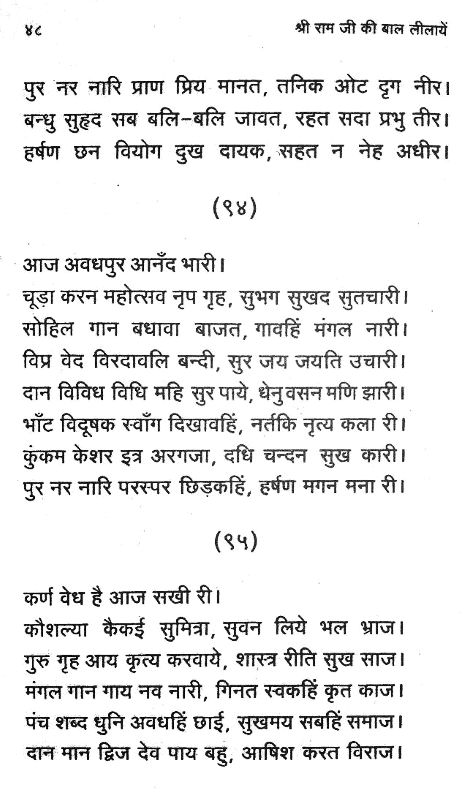 ४८ श्री राम जी की बाल लीलायें
पुर नर नारि प्राण प्रिय मानत, तनिक ओट दृग नीर।
बन्धु सुहृद सब बलि-बलि जावत, रहत सदा प्रभु तीर।
हर्षण छन वियोग दुख दायक, सहत न नेह अधीर।
(९४)
आज अवधपुर आनँद भारी।
चूड़ा करन महोत्सव नृप गृह, सुभग सुखद सुतचारी।
सोहिल गान बधावा बाजत, गावहिं मंगल नारी।
विप्र वेद विरदावलि बन्दी, सुर जय जयति उचारी।
दान विविध विधि महि सुर पाये, धेनु वसन मणि झारी।
भाँट विदूषक स्वाँग दिखावहिं, नर्तकि नृत्य कला री।
कुंकम केशर इत्र अरगजा, दधि चन्दन सुख कारी।
पुर नर नारि परस्पर छिड़कहिं, हर्षण मगन मना री।
(९५)
कर्ण वेध है आज सखी री।
कौशल्या कैकई सुमित्रा, सुवन लिये भल भ्राज।
गुरु गृह आय कृत्य करवाये, शास्त्र रीति सुख साज।
मंगल गान गाय नव नारी, गिनत स्वकहिं कृत काज।
पंच शब्द धुनि अवधहिं छाई, सुखमय सबहिं समाज।
दान मान द्विज देव पाय बहु, आषिश करत विराज।